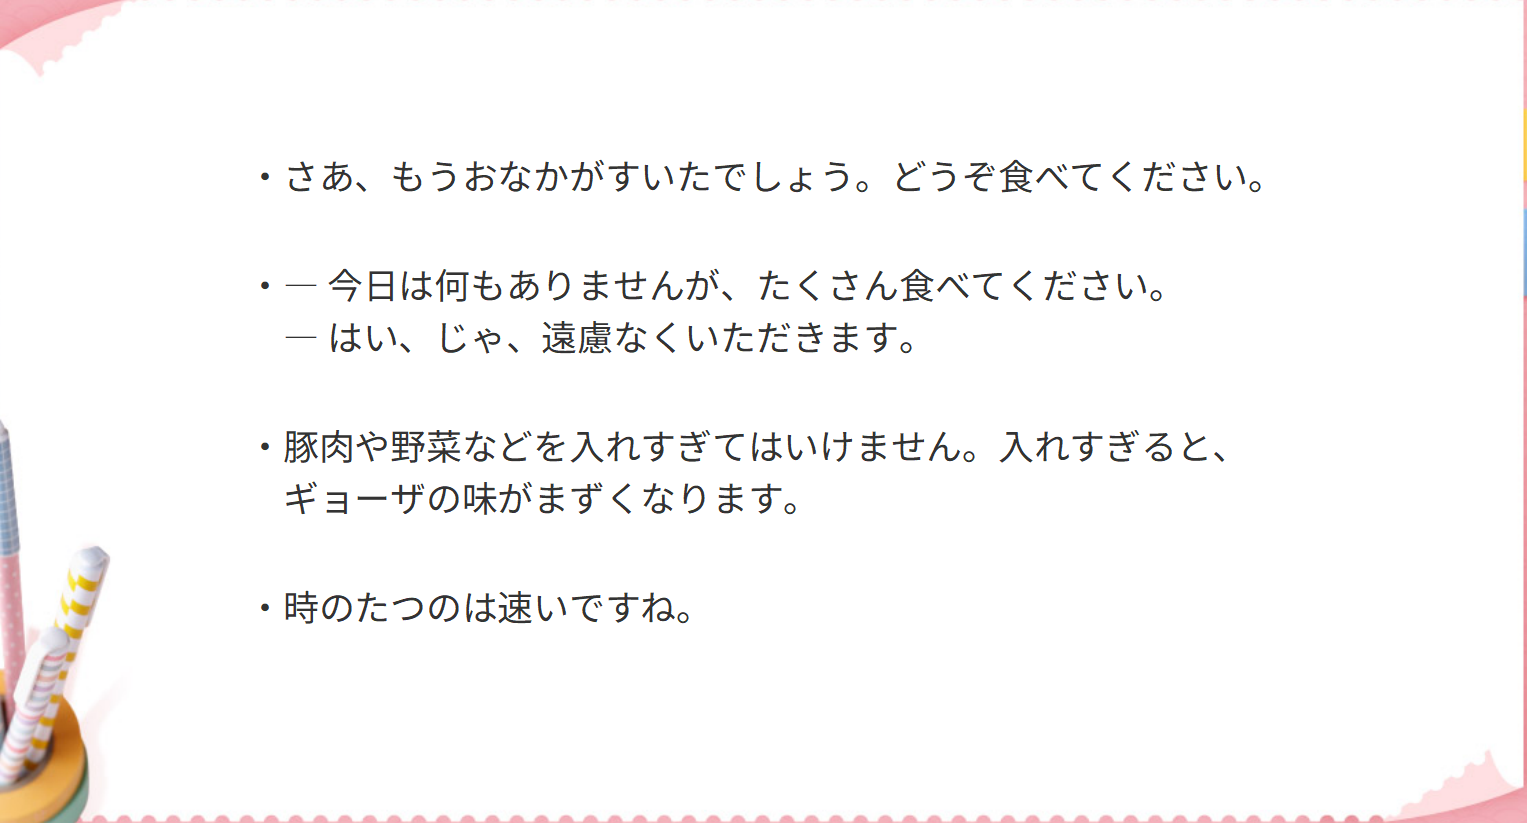 ・さあ、もうおなかがすいたでしょう。どうぞ食べてください。
・― 今日は何もありませんが、たくさん食べてください。
― はい、じゃ、遠慮なくいただきます。
・豚肉や野菜などを入れすぎてはいけません。入れすぎると、
ギョーザの味がまずくなります。
・時のたつのは速いですね。